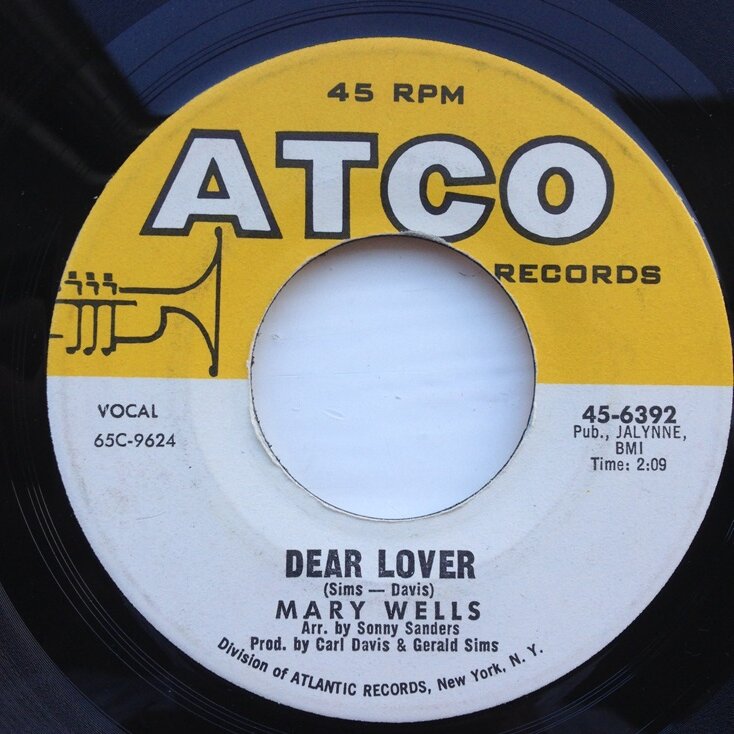 45 RPM
ATCO
RECORDS
VOCAL
65C-9624
45-6392
Pub., JALYNNE,
BMI
Time: 2:09
DEAR LOVER
(Sims — Davis)
MARY WELLS
Arr. by Sonny Sanders
Prod. by Carl Davis & Gerald Sims
Division of ATLANTIC RECORDS, New York, N. Y.